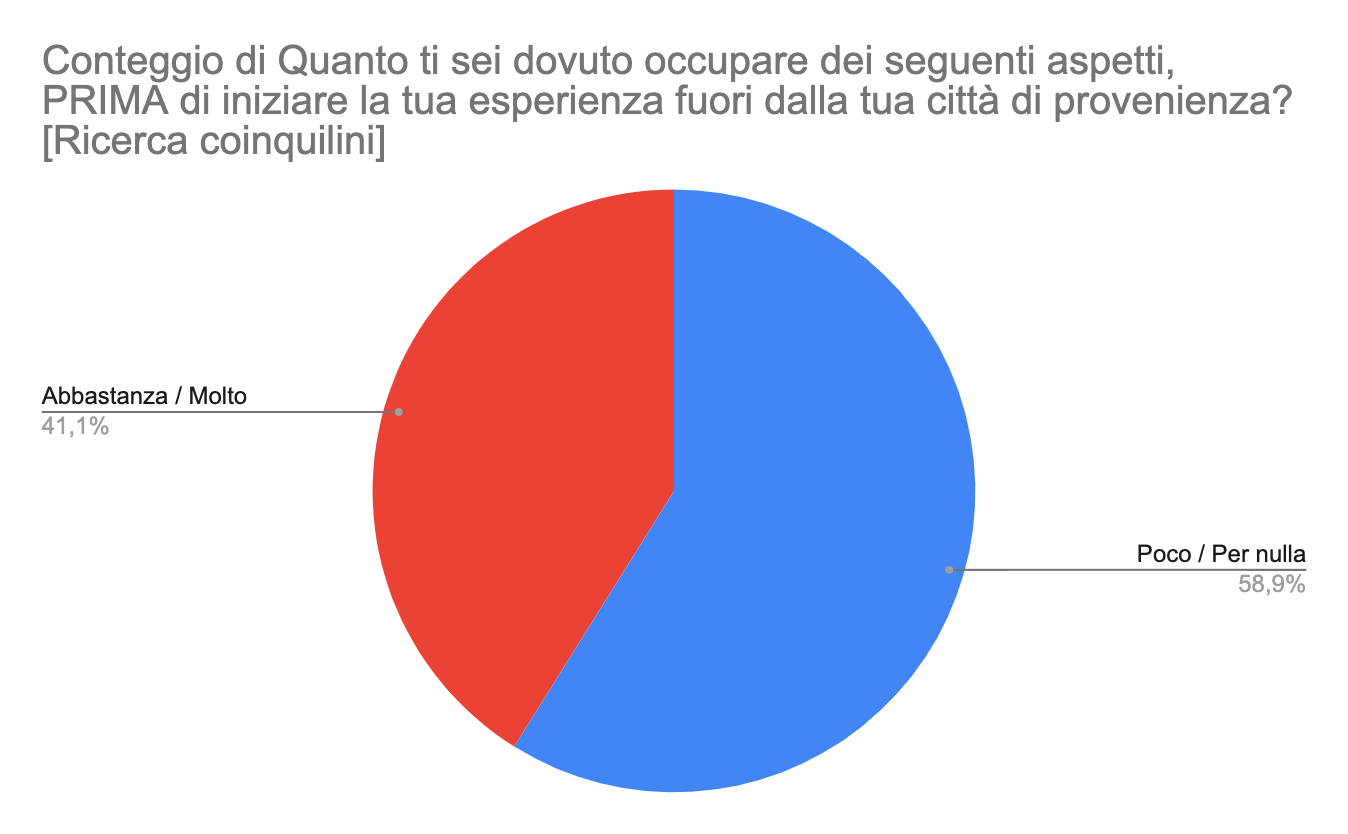 Conteggio di Quanto ti sei dovuto occupare dei seguenti aspetti,
PRIMA di iniziare la tua esperienza fuori dalla tua città di provenienza?
[Ricerca coinquilini]
Abbastanza / Molto
41,1%
Poco / Per nulla
58,9%